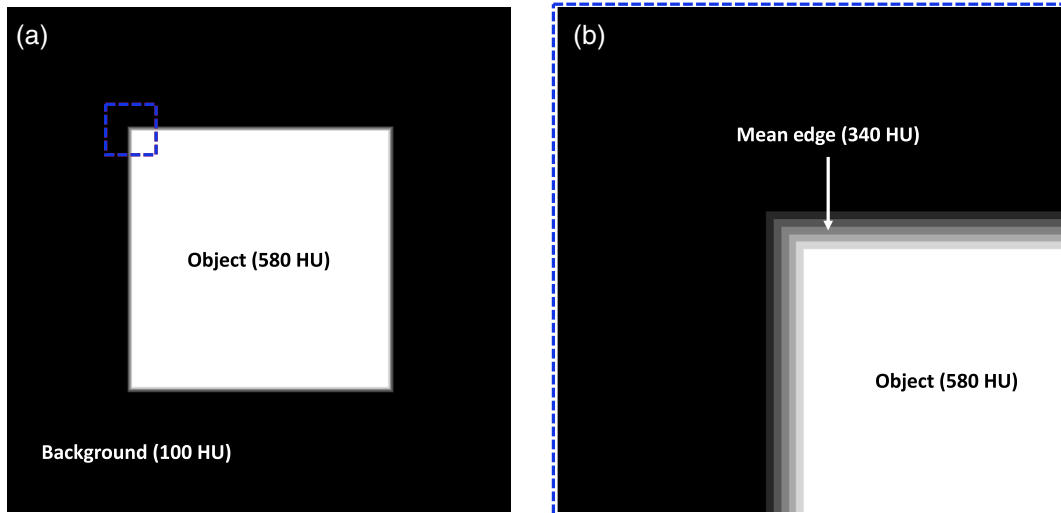 (a)
Object (580 HU)
Background (100 HU)
(b)
Mean edge (340 HU)
Object (580 HU)